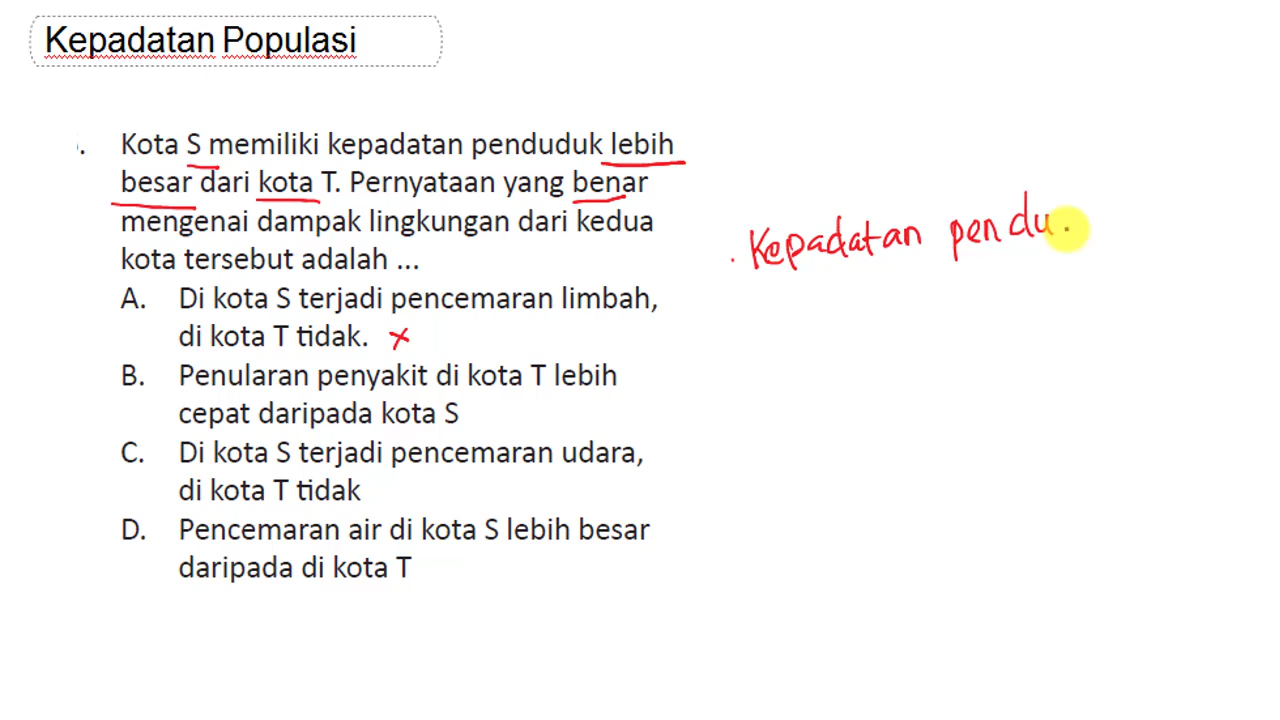 Kepadatan Populasi
. Kota S memiliki kepadatan penduduk lebih
besar dari kota T. Pernyataan yang benar
mengenai dampak lingkungan dari kedua
kota tersebut adalah ...
A. Di kota S terjadi pencemaran limbah,
di kota T tidak. x
B. Penularan penyakit di kota T lebih
cepat daripada kota S
C. Di kota S terjadi pencemaran udara,
di kota T tidak
D. Pencemaran air di kota S lebih besar
daripada di kota T
. Kepadatan pendu